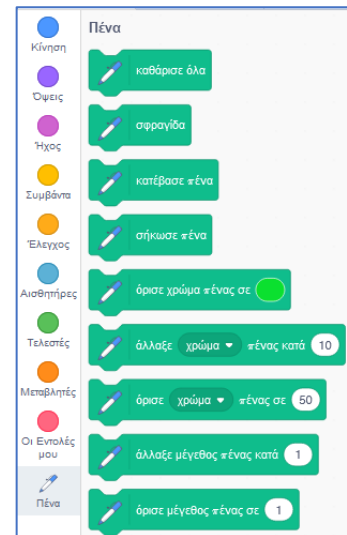 Κίνηση
Όψεις
Ήχος
Συμβάντα
Έλεγχος
Αισθητήρες
Τελεστές
Μεταβλητές
Οι Εντολές
μου
Πένα
Πένα
καθάρισε όλα
σφραγίδα
κατέβασε πένα
σήκωσε πένα
όρισε χρώμα πένας σε
άλλαξε χρώμα πένας κατά 10
όρισε χρώμα πένας σε 50
άλλαξε μέγεθος πένας κατά 1
όρισε μέγεθος πένας σε 1